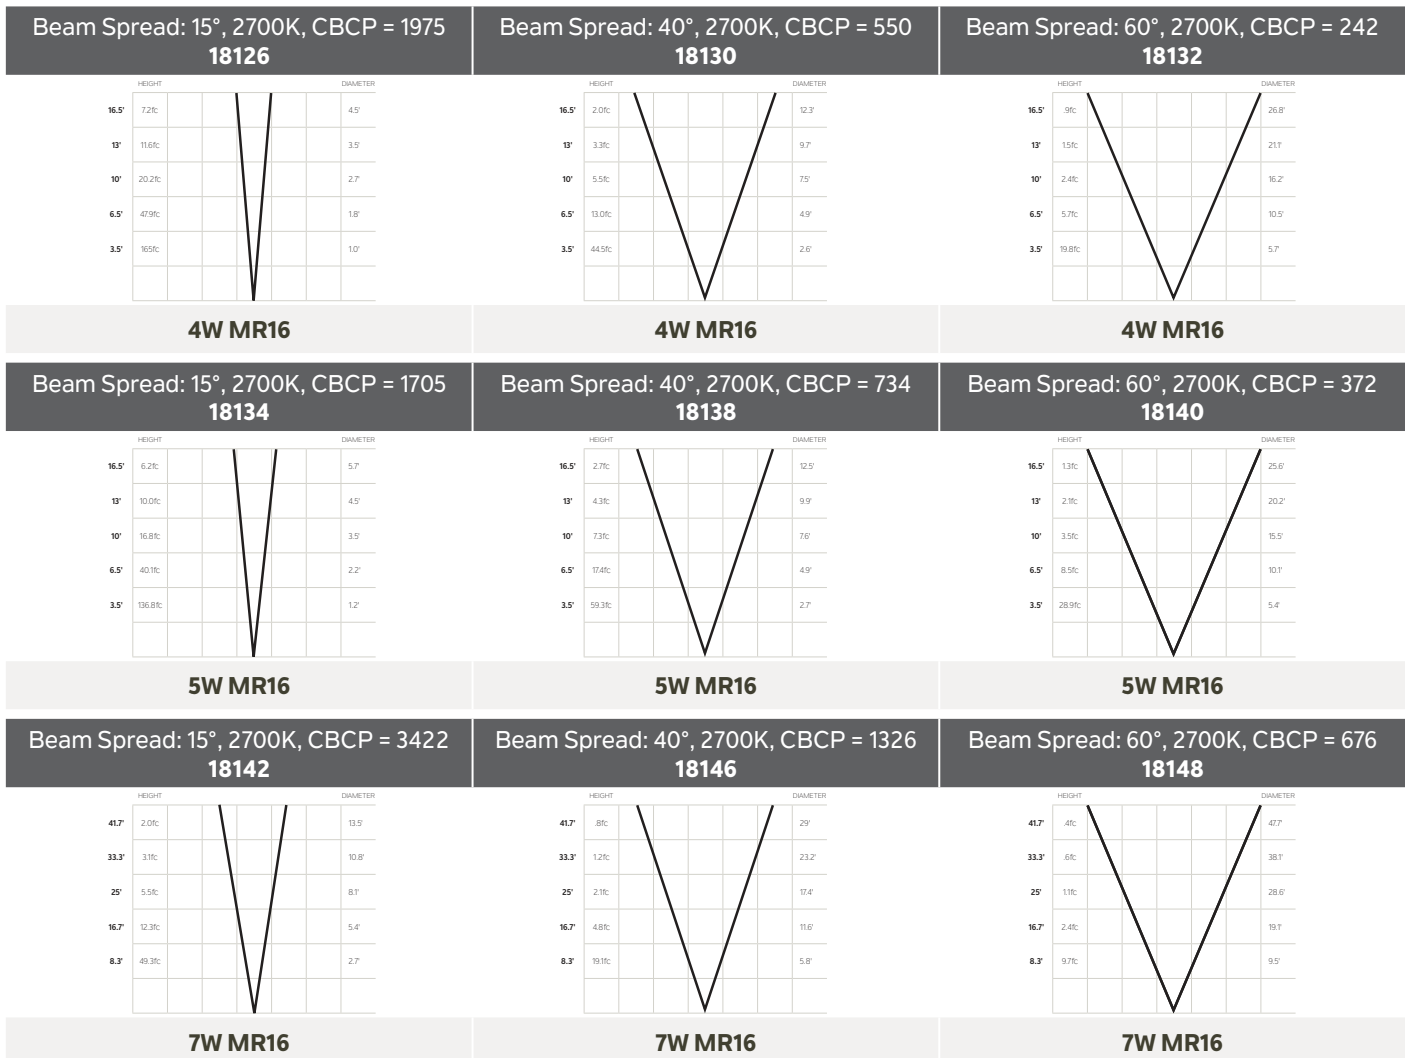 Beam Spread: 15°, 2700K, CBCP = 1975
18126
HEIGHT DIAMETER
16.5' 7.2fc 4.5'
13' 11.6fc 3.5'
10' 20.2fc 2.7'
6.5' 47.9fc 1.8'
3.5' 165fc 1.0'
4W MR16
Beam Spread: 40°, 2700K, CBCP = 550
18130
HEIGHT DIAMETER
16.5' 2.0fc 12.3'
13' 3.3fc 9.7'
10' 5.5fc 7.5'
6.5' 13.0fc 4.9'
3.5' 44.5fc 2.6'
4W MR16
Beam Spread: 60°, 2700K, CBCP = 242
18132
HEIGHT DIAMETER
16.5' .9fc 26.8'
13' 1.5fc 21.1'
10' 2.4fc 16.2'
6.5' 5.7fc 10.5'
3.5' 19.8fc 5.7'
4W MR16
Beam Spread: 15°, 2700K, CBCP = 1705
18134
HEIGHT DIAMETER
16.5' 6.2fc 5.7'
13' 10.0fc 4.5'
10' 16.8fc 3.5'
6.5' 40.1fc 2.2'
3.5' 136.8fc 1.2'
5W MR16
Beam Spread: 40°, 2700K, CBCP = 734
18138
HEIGHT DIAMETER
16.5' 2.7fc 12.5'
13' 4.3fc 9.9'
10' 7.3fc 7.6'
6.5' 17.4fc 4.9'
3.5' 59.3fc 2.7'
5W MR16
Beam Spread: 60°, 2700K, CBCP = 372
18140
HEIGHT DIAMETER
16.5' 1.3fc 25.6'
13' 2.1fc 20.2'
10' 3.5fc 15.5'
6.5' 8.5fc 10.1'
3.5' 28.9fc 5.4'
5W MR16
Beam Spread: 15°, 2700K, CBCP = 3422
18142
HEIGHT DIAMETER
41.7' 2.0fc 13.5'
33.3' 3.1fc 10.8'
25' 5.5fc 8.1'
16.7' 12.3fc 5.4'
8.3' 49.3fc 2.7'
7W MR16
Beam Spread: 40°, 2700K, CBCP = 1326
18146
HEIGHT DIAMETER
41.7' .8fc 29'
33.3' 1.2fc 23.2'
25' 2.1fc 17.4'
16.7' 4.8fc 11.6'
8.3' 19.1fc 5.8'
7W MR16
Beam Spread: 60°, 2700K, CBCP = 676
18148
HEIGHT DIAMETER
41.7' .4fc 47.7'
33.3' .6fc 38.1'
25' 1.1fc 28.6'
16.7' 2.4fc 19.1'
8.3' 9.7fc 9.5'
7W MR16